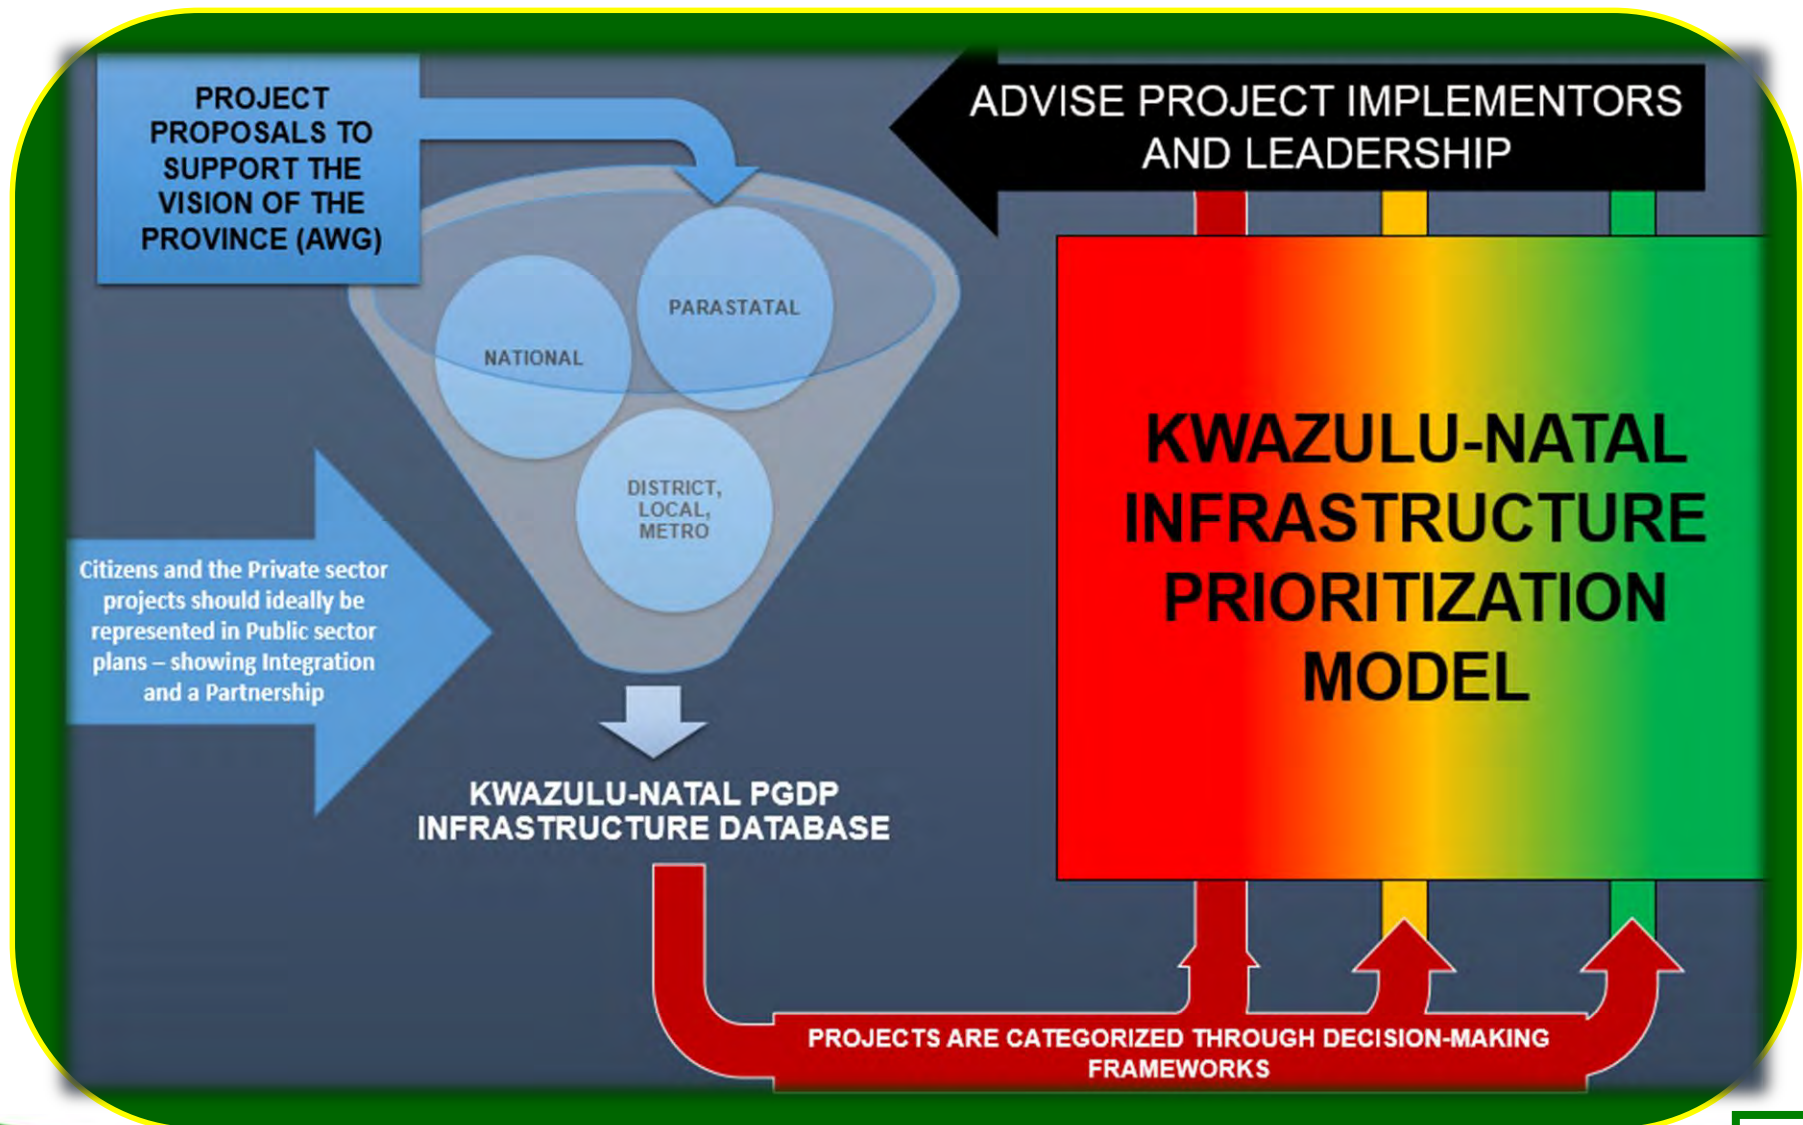 PROJECT
PROPOSALS TO
SUPPORT THE
VISION OF THE
PROVINCE (AWG)
ADVISE PROJECT IMPLEMENTORS
AND LEADERSHIP
PARASTATAL
NATIONAL
DISTRICT,
LOCAL,
METRO
Citizens and the Private sector
projects should ideally be
represented in Public sector
plans – showing Integration
and a Partnership
KWAZULU-NATAL PGDP
INFRASTRUCTURE DATABASE
KWAZULU-NATAL
INFRASTRUCTURE
PRIORITIZATION
MODEL
PROJECTS ARE CATEGORIZED THROUGH DECISION-MAKING
FRAMEWORKS